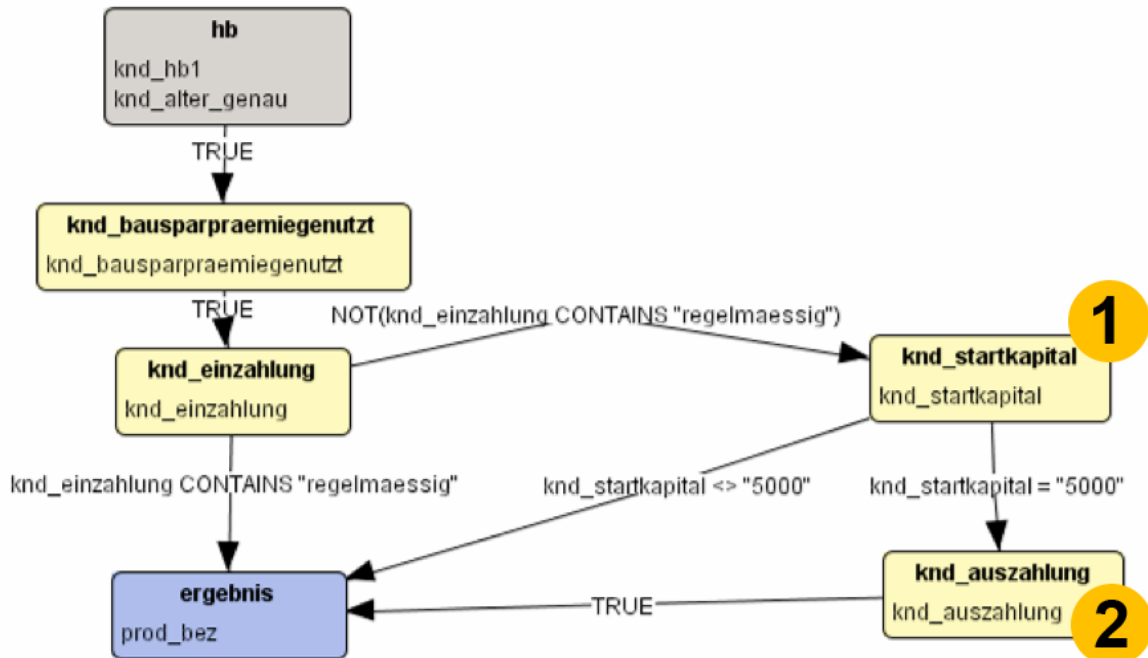 hb
knd_hb1
knd_alter_genau
TRUE
knd_bausparpraemiegenutzt
knd_bausparpraemiegenutzt
TRUE
NOT(knd_einzahlung CONTAINS "regelmaessig")
1
knd_einzahlung
knd_einzahlung
knd_startkapital
knd_startkapital
knd_einzahlung CONTAINS "regelmaessig"
knd_startkapital <> "5000"
knd_startkapital = "5000"
ergebnis
prod_bez
TRUE
knd_auszahlung
knd_auszahlung
2